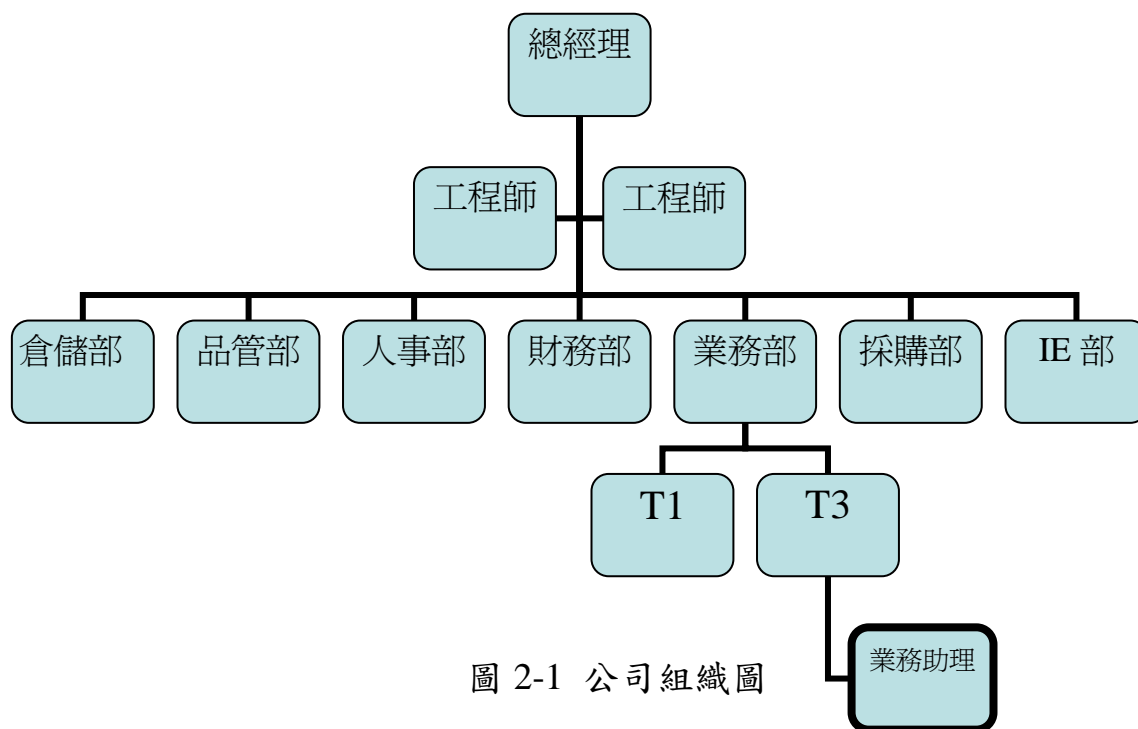 總經理
工程師
工程師
倉儲部
品管部
人事部
財務部
業務部
採購部
IE 部
T1
T3
業務助理
圖 2-1 公司組織圖